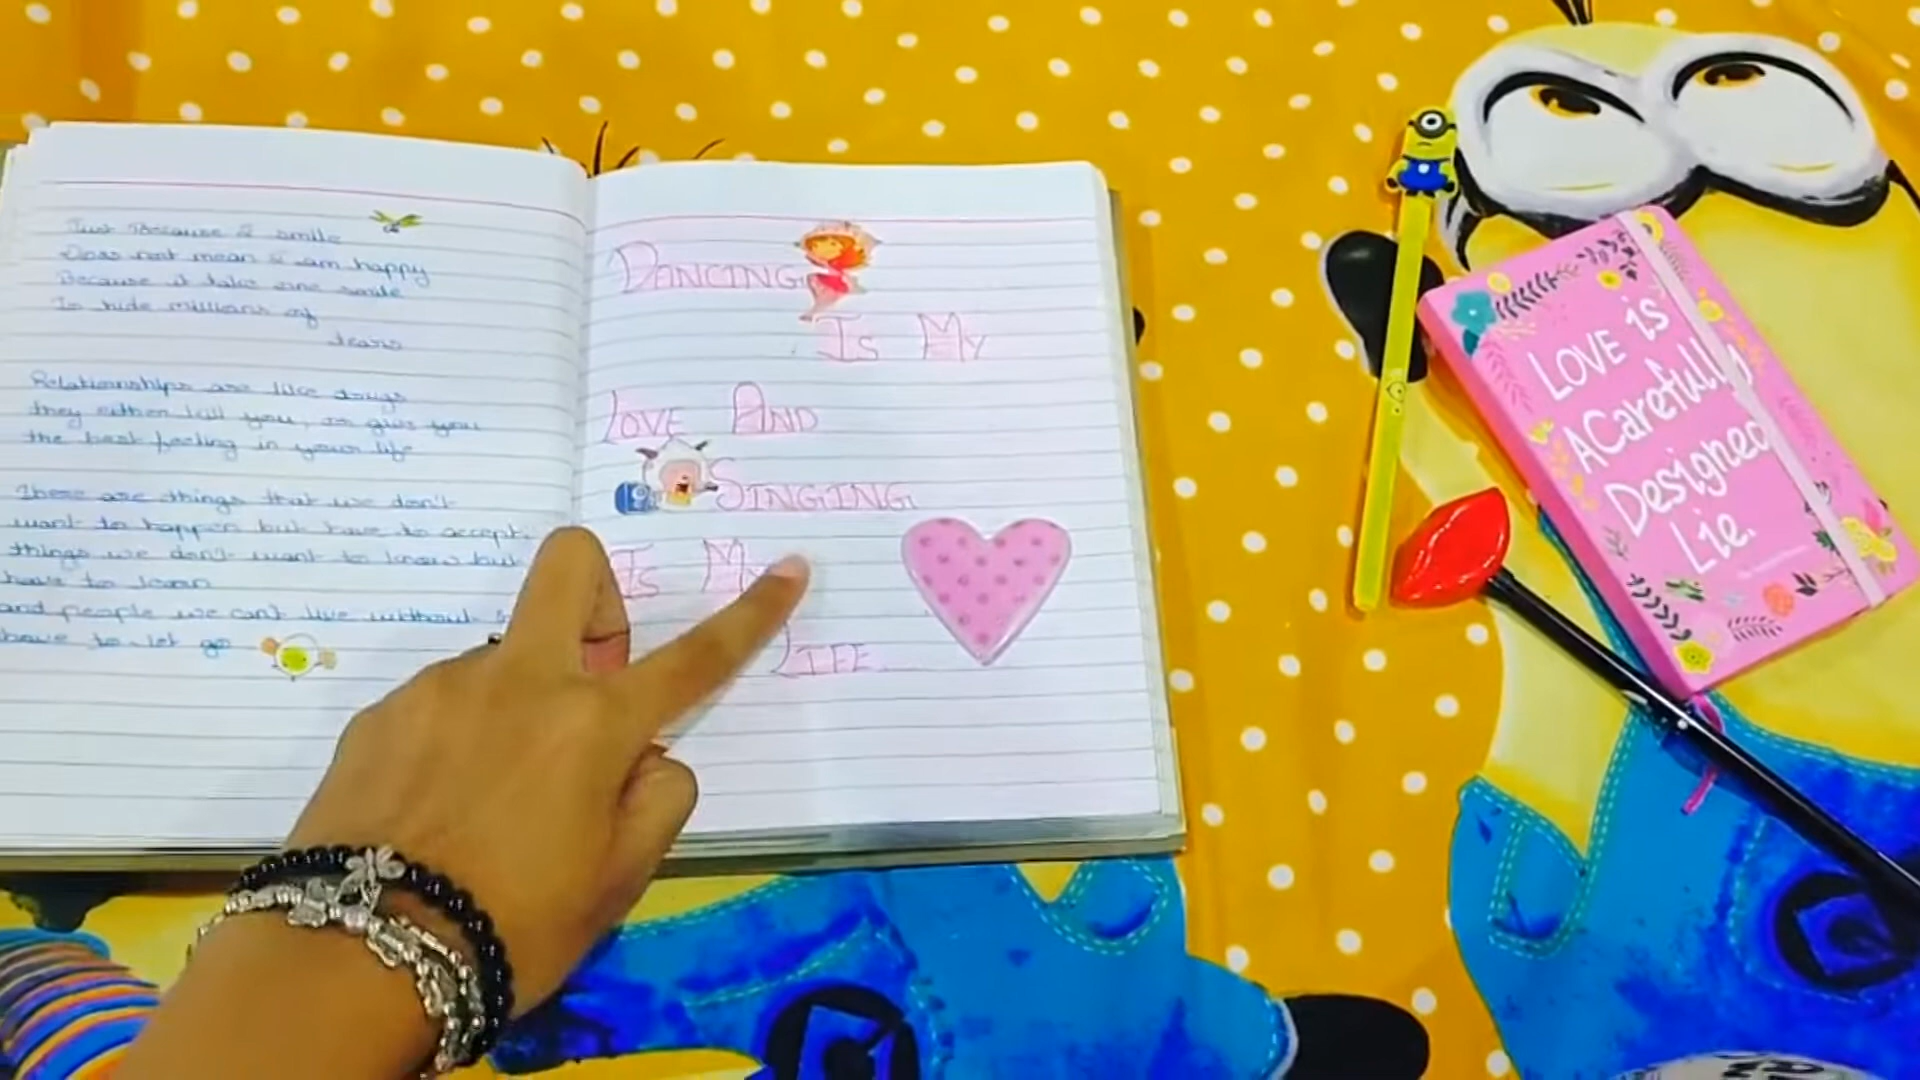 Just Because I smile
Does not mean I am happy
Because it take one smile
To hide millions of
tears
Relationships are like drugs
they either kill you, or give you
the best feeling in your life
There are things that we don't
want to happen but have to accept,
things we don't want to know but
have to learn
and people we can't live without
have to let go
DANCING
IS MY
LOVE AND
SINGING
IS My
LIFE
LOVE is
A Carefully
Designed
Lie.